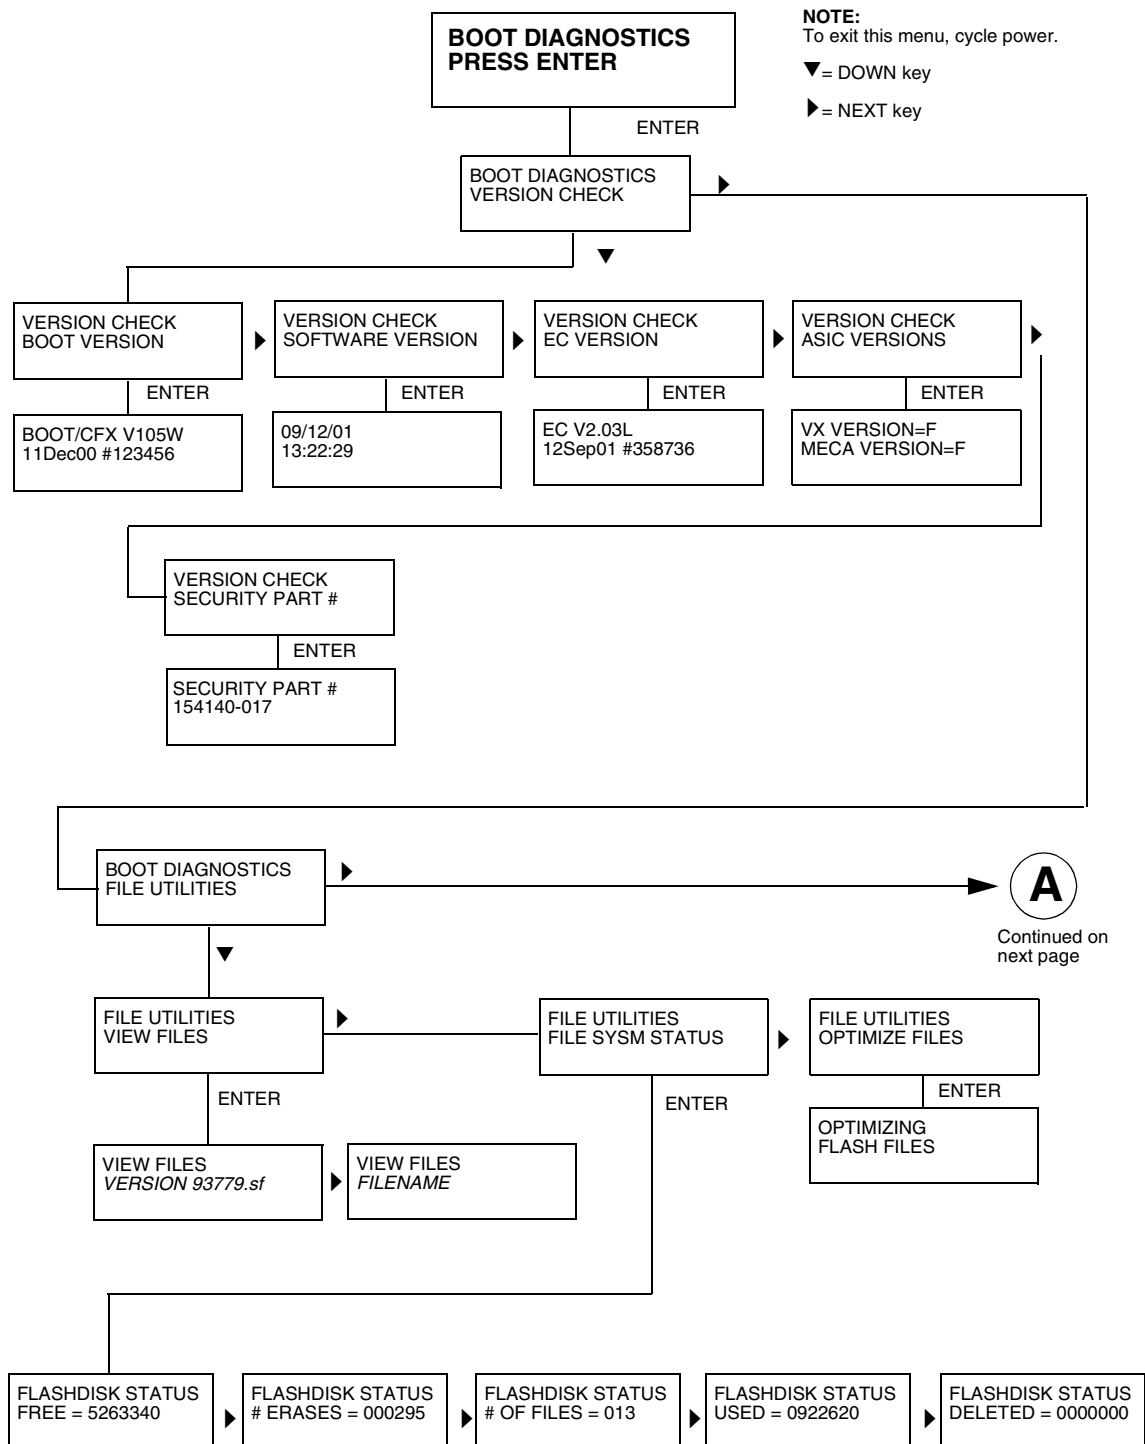 BOOT DIAGNOSTICS
PRESS ENTER
NOTE:
To exit this menu, cycle power.
▼= DOWN key
▶= NEXT key
ENTER
BOOT DIAGNOSTICS
VERSION CHECK
VERSION CHECK
BOOT VERSION
VERSION CHECK
SOFTWARE VERSION
VERSION CHECK
EC VERSION
VERSION CHECK
ASIC VERSIONS
ENTER
ENTER
ENTER
ENTER
BOOT/CFX V105W
11Dec00 #123456
09/12/01
13:22:29
EC V2.03L
12Sep01 #358736
VX VERSION=F
MECA VERSION=F
VERSION CHECK
SECURITY PART #
ENTER
SECURITY PART #
154140-017
BOOT DIAGNOSTICS
FILE UTILITIES
A
Continued on
next page
FILE UTILITIES
VIEW FILES
FILE UTILITIES
FILE SYSM STATUS
FILE UTILITIES
OPTIMIZE FILES
ENTER
ENTER
ENTER
VIEW FILES
VERSION 93779.sf
VIEW FILES
FILENAME
OPTIMIZING
FLASH FILES
FLASHDISK STATUS
FREE = 5263340
FLASHDISK STATUS
# ERASES = 000295
FLASHDISK STATUS
# OF FILES = 013
FLASHDISK STATUS
USED = 0922620
FLASHDISK STATUS
DELETED = 0000000